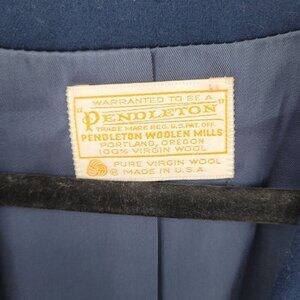 WARRANTED TO BE A
"PENDLETON"
TRADE MARK REG. U.S. PAT. OFF.
PENDLETON WOOLEN MILLS
PORTLAND, OREGON
100% VIRGIN WOOL
PURE VIRGIN WOOL
® MADE IN U.S.A.